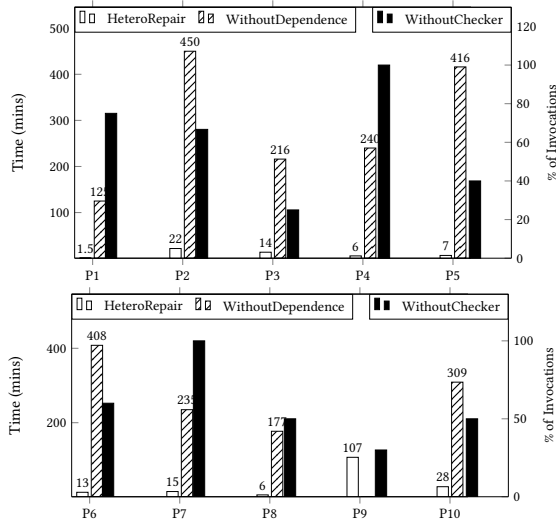 HeteroRepair WithoutDependence WithoutChecker
500
400
300
200
100
Time (mins)
1.5 125 22 450 14 216 6 240 7 416
120
100
80
60
40
20
0
% of Invocations
P1 P2 P3 P4 P5
HeteroRepair WithoutDependence WithoutChecker
400
200
Time (mins)
13 408 15 235 6 177 107 28 309
100
50
0
% of Invocations
P6 P7 P8 P9 P10